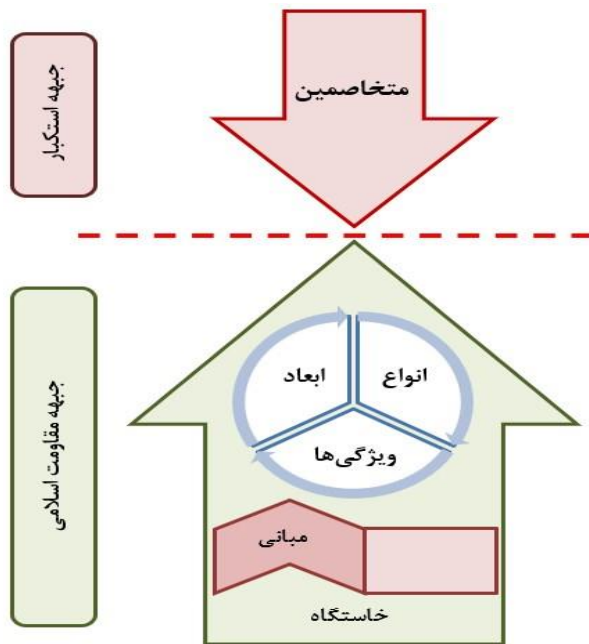 جبهه استکبار
متخاصمین
جبهه مقاومت اسلامی
انواع
ابعاد
ویژگی‌ها
مبانی
خاستگاه